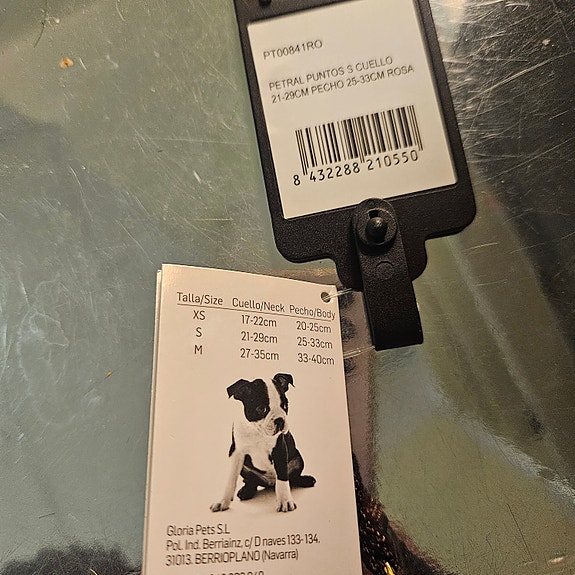 PT00841RO
PETRAL PUNTOS S CUELLO
21-29CM PECHO 25-33CM ROSA
8 432288 210550
Talla/Size Cuello/Neck Pecho/Body
XS 17-22cm 20-25cm
S 21-29cm 25-33cm
M 27-35cm 33-40cm
Gloria Pets S.L
Pol. Ind. Berriainz, c/ D naves 133-134.
31013. BERRIOPLANO (Navarra)